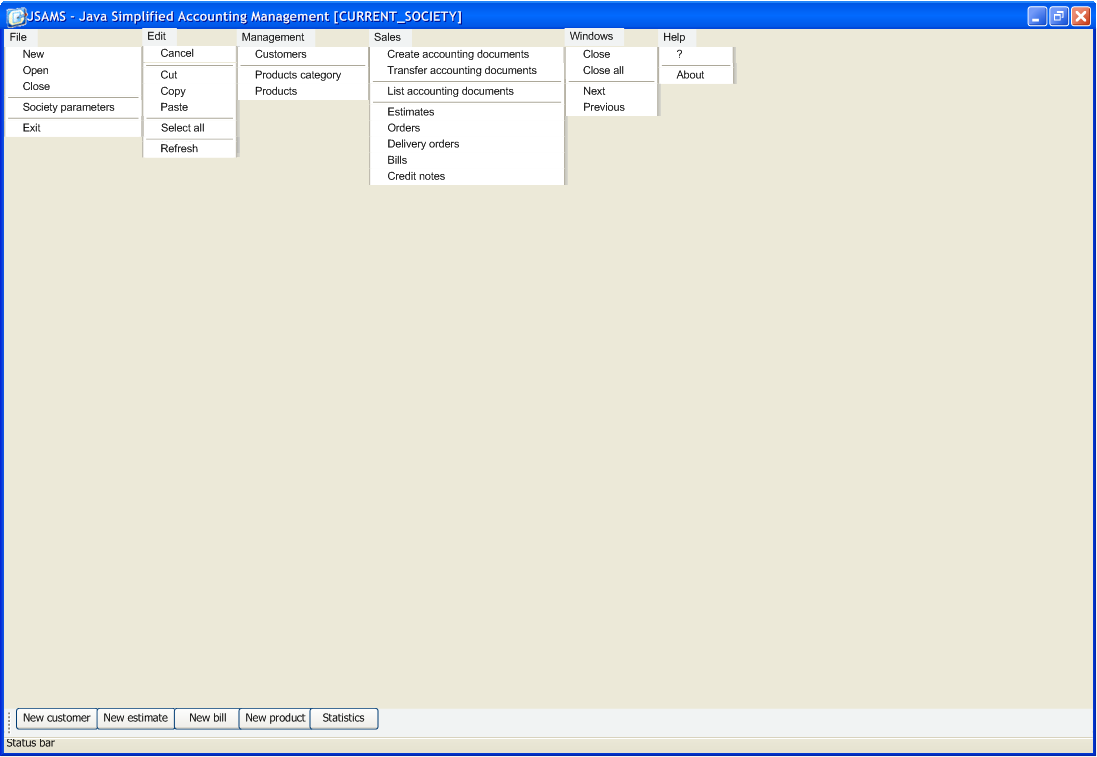 JSAMS - Java Simplified Accounting Management [CURRENT_SOCIETY]
File
New
Open
Close
Society parameters
Exit
Edit
Cancel
Cut
Copy
Paste
Select all
Refresh
Management
Customers
Products category
Products
Sales
Create accounting documents
Transfer accounting documents
List accounting documents
Estimates
Orders
Delivery orders
Bills
Credit notes
Windows
Close
Close all
Next
Previous
Help
?
About
New customer New estimate New bill New product Statistics
Status bar